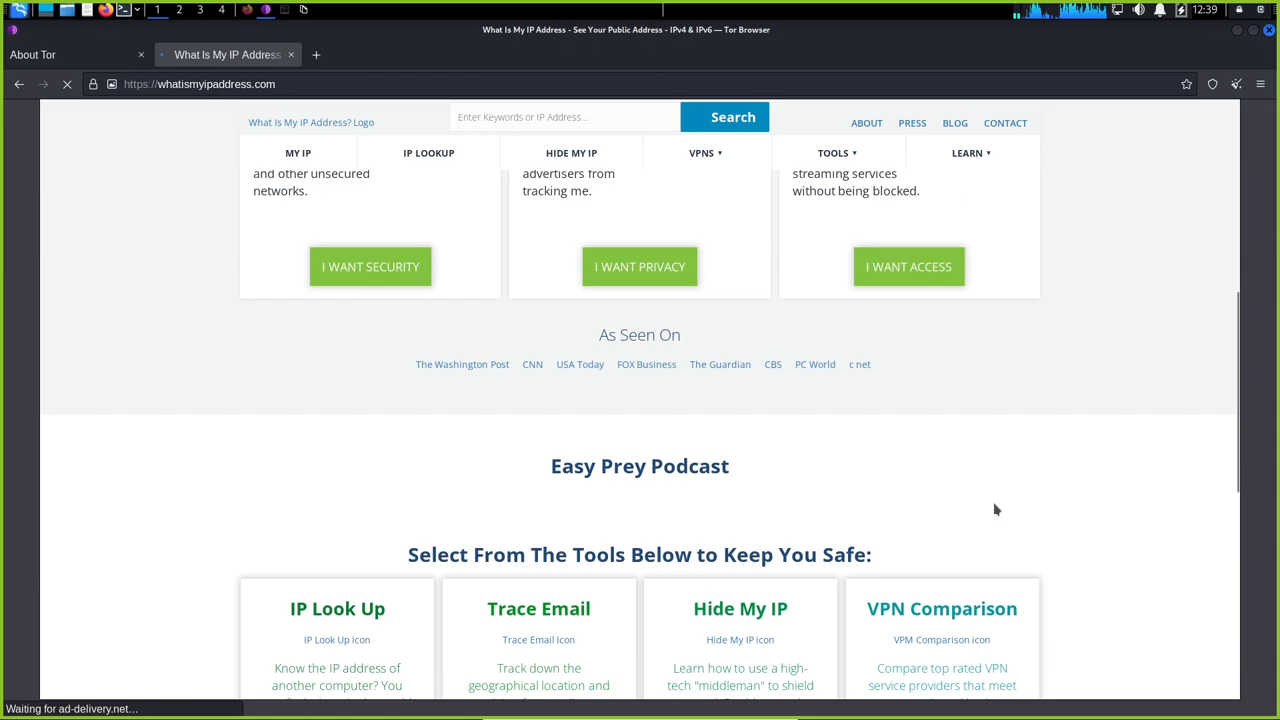 1 2 3 4
12:39
What Is My IP Address - See Your Public Address - IPv4 & IPv6 — Tor Browser
About Tor × What Is My IP Address × +
https://whatismyipaddress.com
What Is My IP Address? Logo
Enter Keywords or IP Address...
Search
ABOUT PRESS BLOG CONTACT
MY IP IP LOOKUP HIDE MY IP VPNS ▾ TOOLS ▾ LEARN ▾
and other unsecured
networks.
advertisers from
tracking me.
streaming services
without being blocked.
I WANT SECURITY
I WANT PRIVACY
I WANT ACCESS
As Seen On
The Washington Post CNN USA Today FOX Business The Guardian CBS PC World c net
Easy Prey Podcast
Select From The Tools Below to Keep You Safe:
IP Look Up
IP Look Up icon
Know the IP address of
another computer? You
Trace Email
Trace Email Icon
Track down the
geographical location and
Hide My IP
Hide My IP icon
Learn how to use a high-
tech "middleman" to shield
VPN Comparison
VPM Comparison icon
Compare top rated VPN
service providers that meet
Waiting for ad-delivery.net...